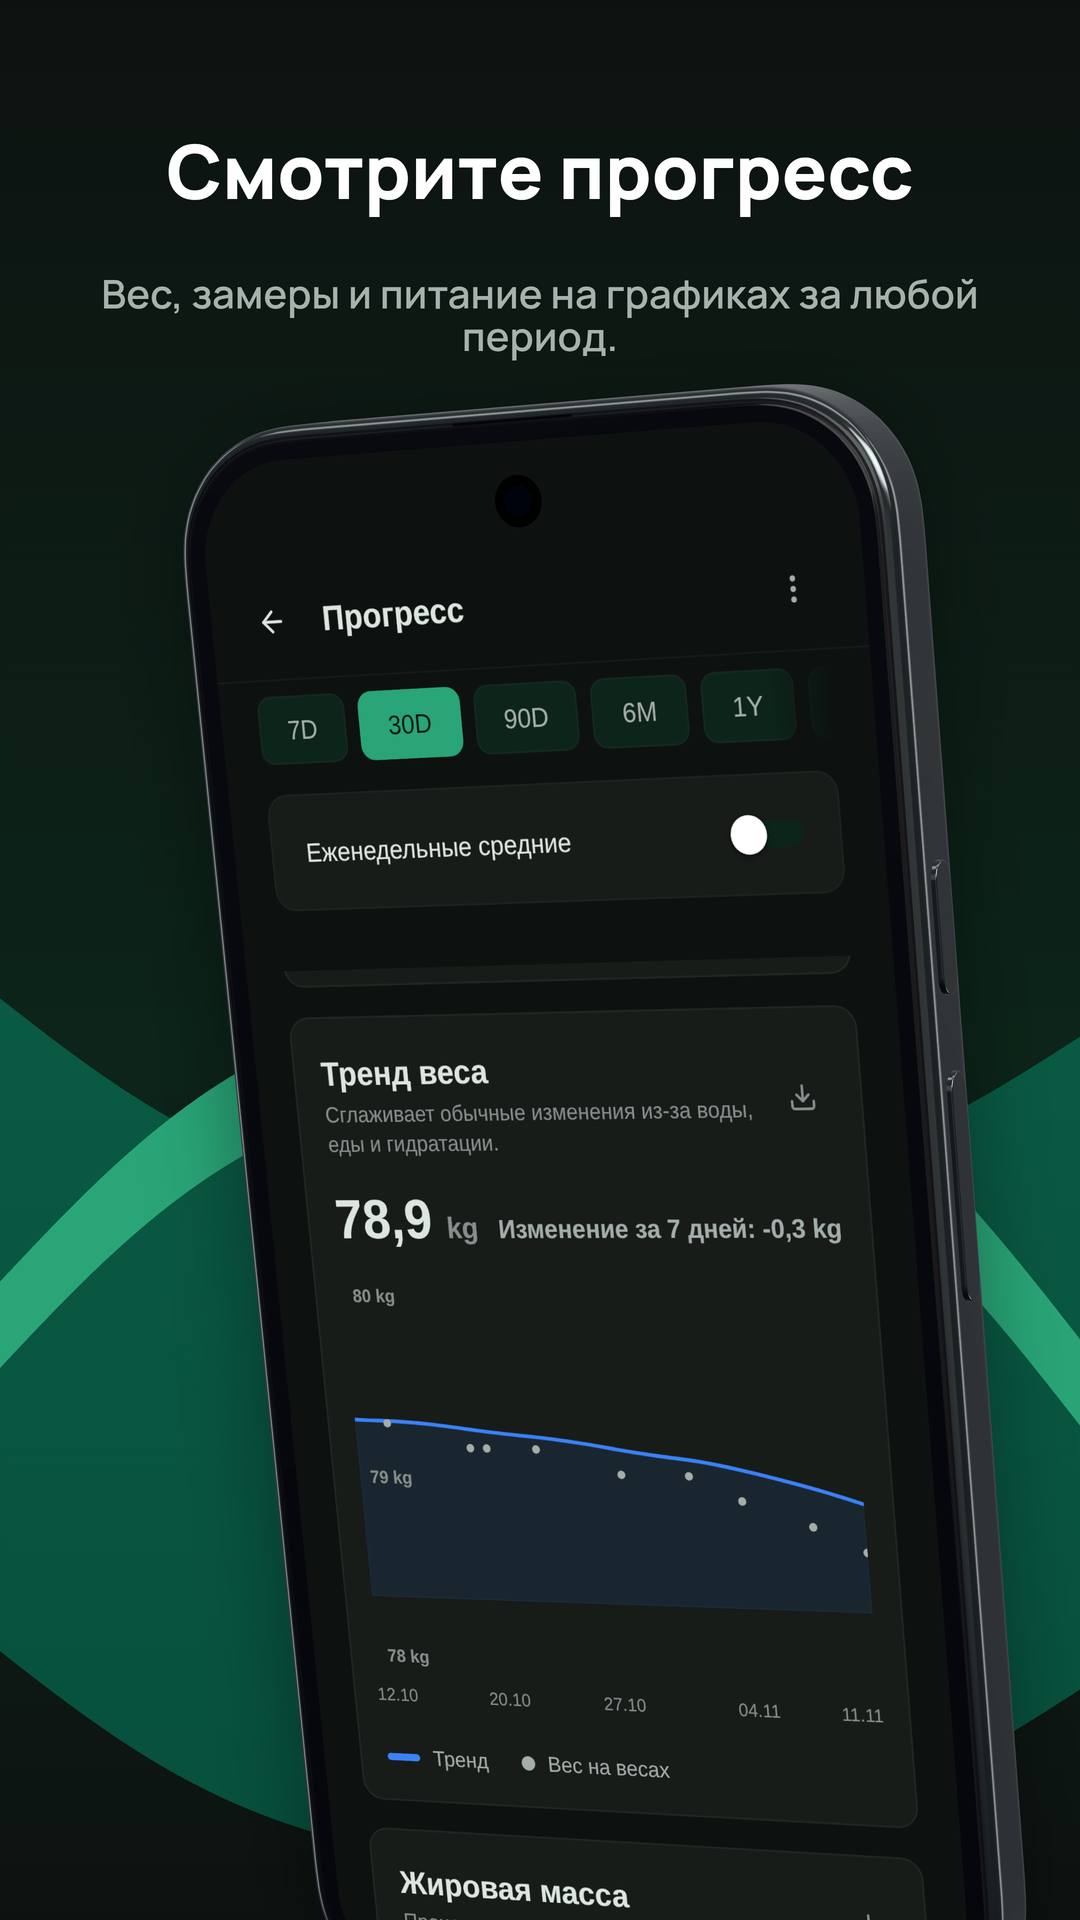 Смотрите прогресс
Вес, замеры и питание на графиках за любой
период.
Прогресс
7D 30D 90D 6M 1Y
Еженедельные средние
Тренд веса
Сглаживает обычные изменения из-за воды,
еды и гидратации.
78,9 kg Изменение за 7 дней: -0,3 kg
80 kg
79 kg
78 kg
12.10 20.10 27.10 04.11 11.11
Тренд Вес на весах
Жировая масса